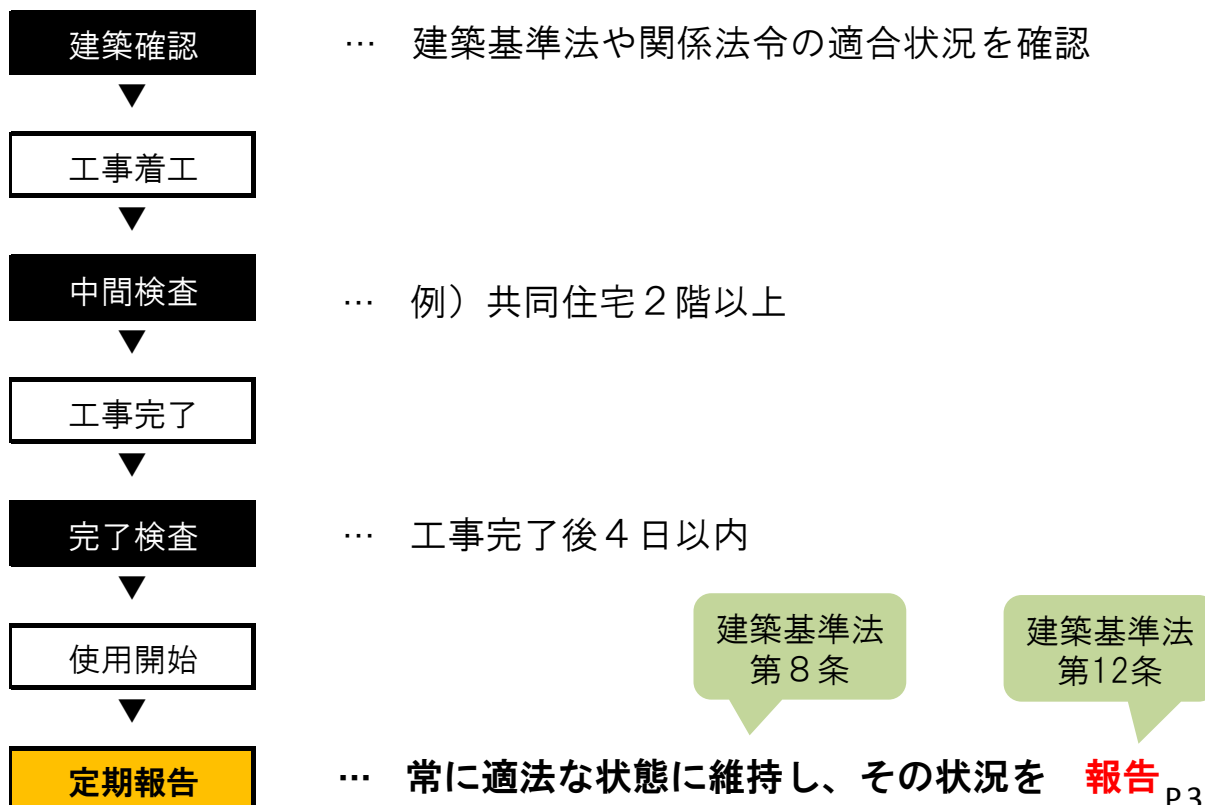 建築確認 … 建築基準法や関係法令の適合状況を確認
▼
工事着工
▼
中間検査 … 例）共同住宅２階以上
▼
工事完了
▼
完了検査 … 工事完了後４日以内
▼
建築基準法
第８条
建築基準法
第12条
使用開始
▼
定期報告 … 常に適法な状態に維持し、その状況を 報告
P.3